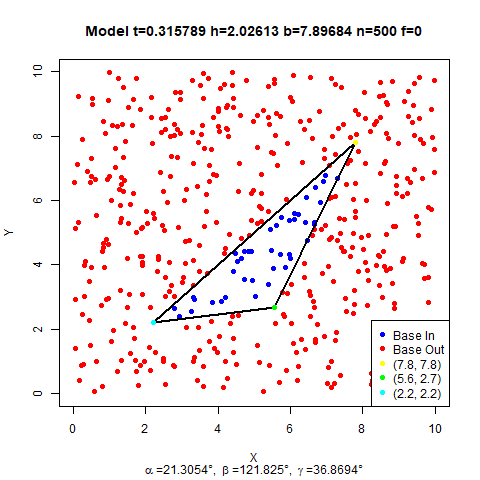 Model t=0.315789 h=2.02613 b=7.89684 n=500 f=0
10
8
6
4
2
0
Y
0 2 4 6 8 10
Base In
Base Out
(7.8, 7.8)
(5.6, 2.7)
(2.2, 2.2)
X
α=21.3054°, β=121.825°, γ=36.8694°